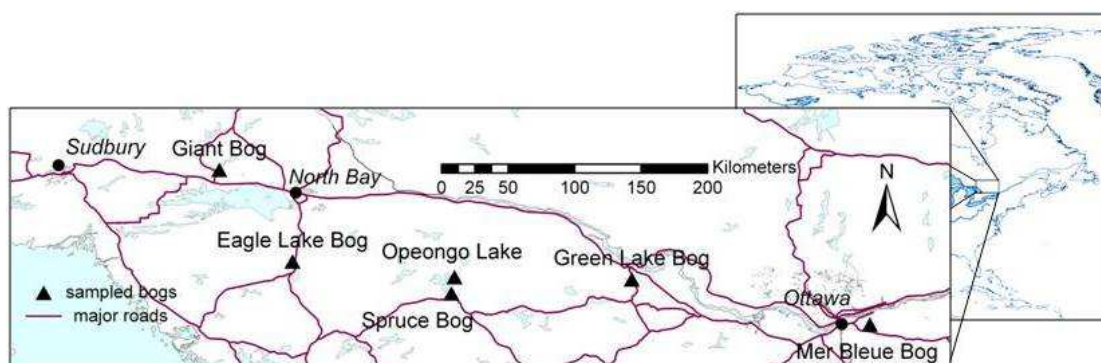 Sudbury
Giant Bog
North Bay
Kilometers
0 25 50 100 150 200
N
Eagle Lake Bog
Opeongo Lake
Green Lake Bog
sampled bogs
major roads
Spruce Bog
Ottawa
Mer Bleue Bog